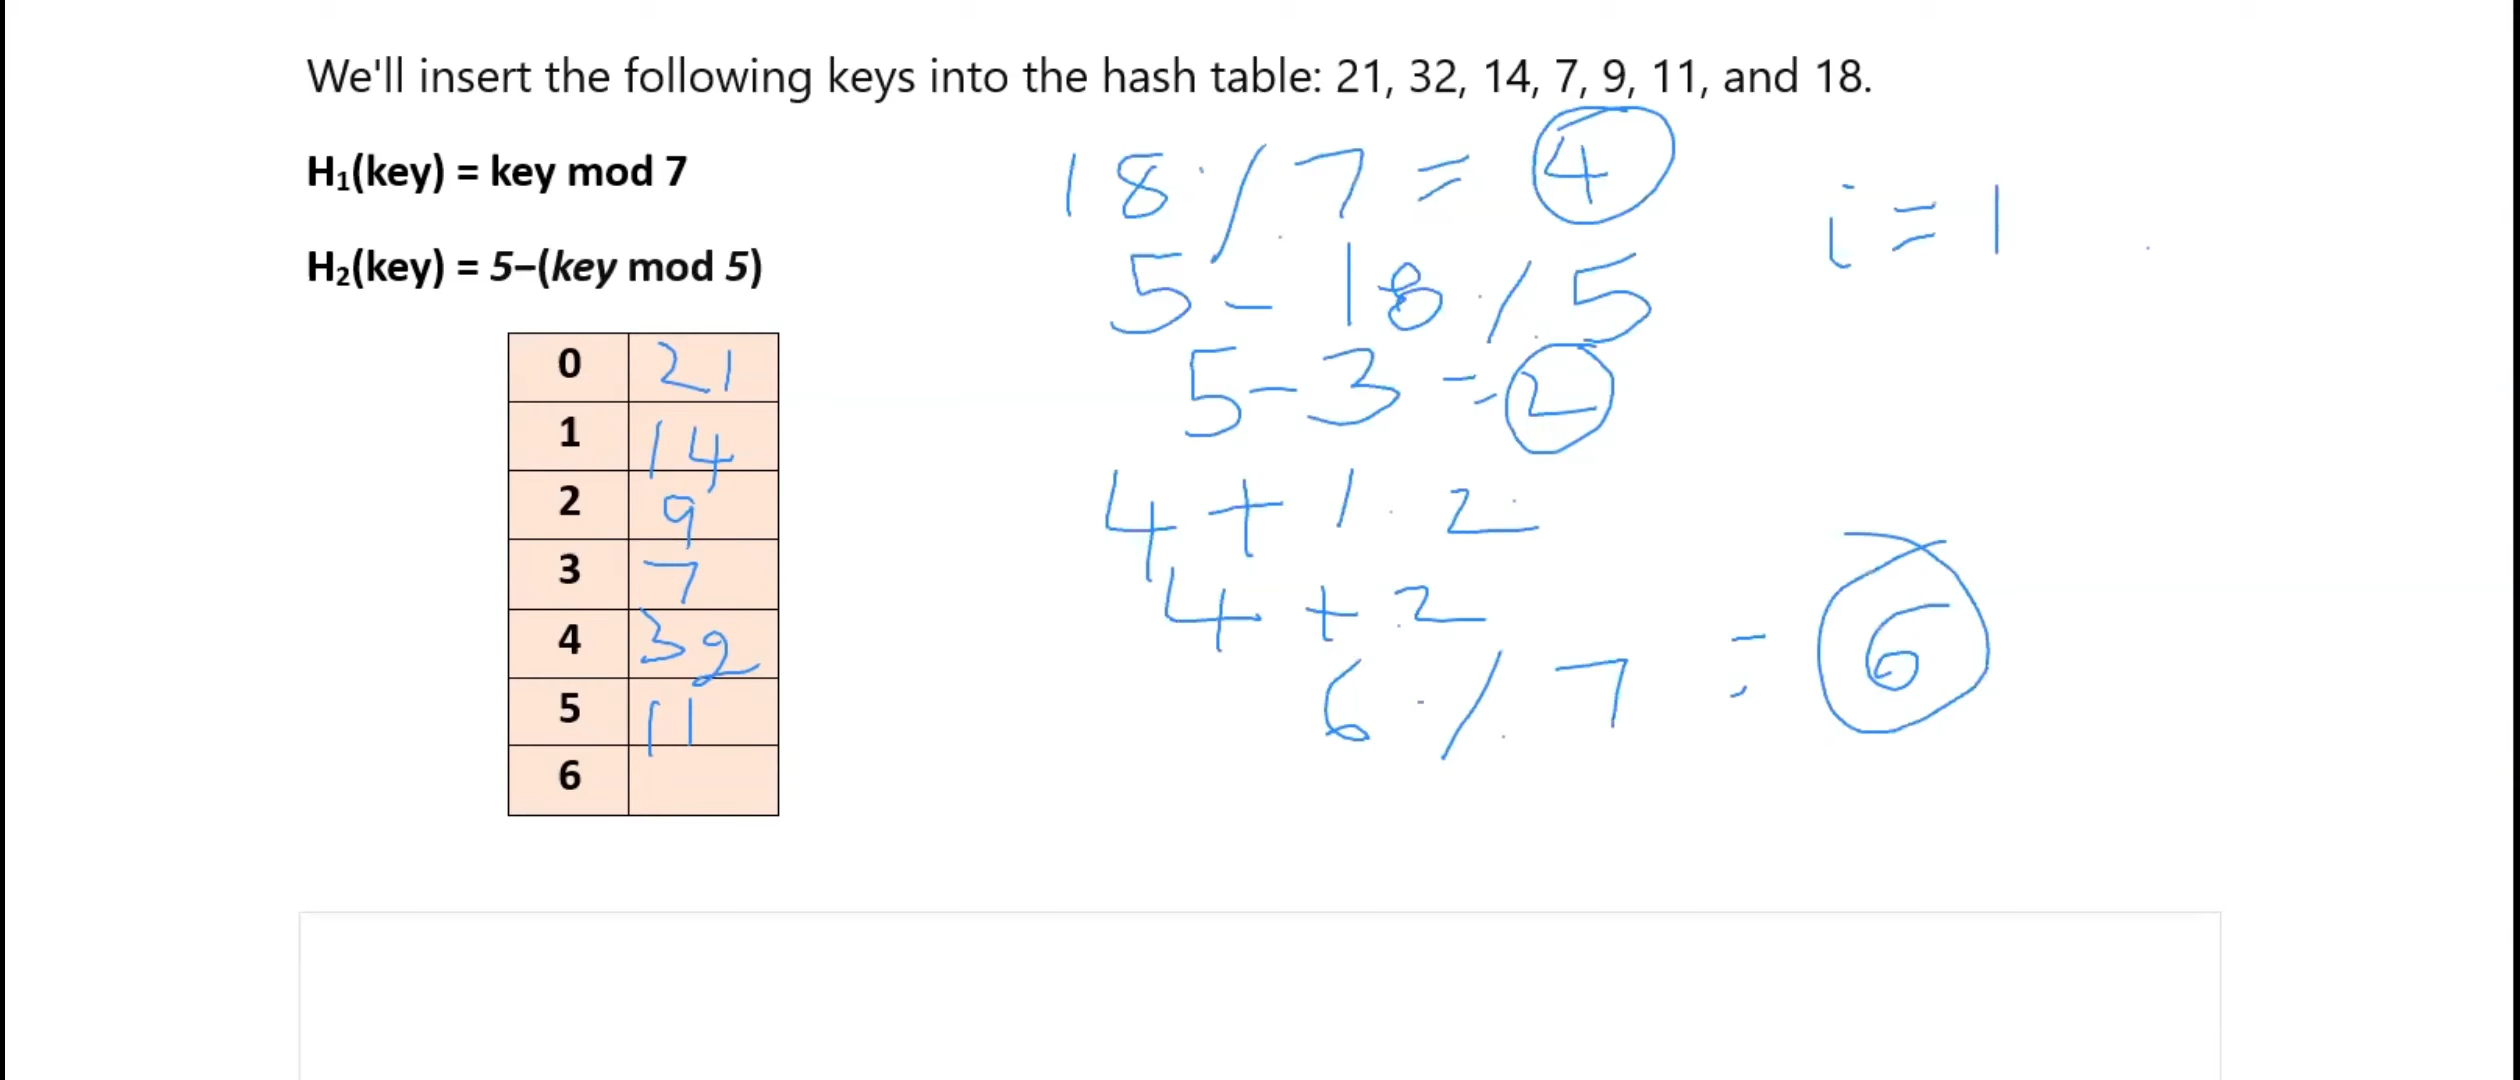 We'll insert the following keys into the hash table: 21, 32, 14, 7, 9, 11, and 18.
H₁(key) = key mod 7
H₂(key) = 5–(key mod 5)
18 % 7 = 4
i = 1
5 - 18 % 5
5 - 3 = 2
4 + 1 . 2
4 + 2
6 % 7 = 6
0 21
1 14
2 9
3 7
4 32
5 11
6